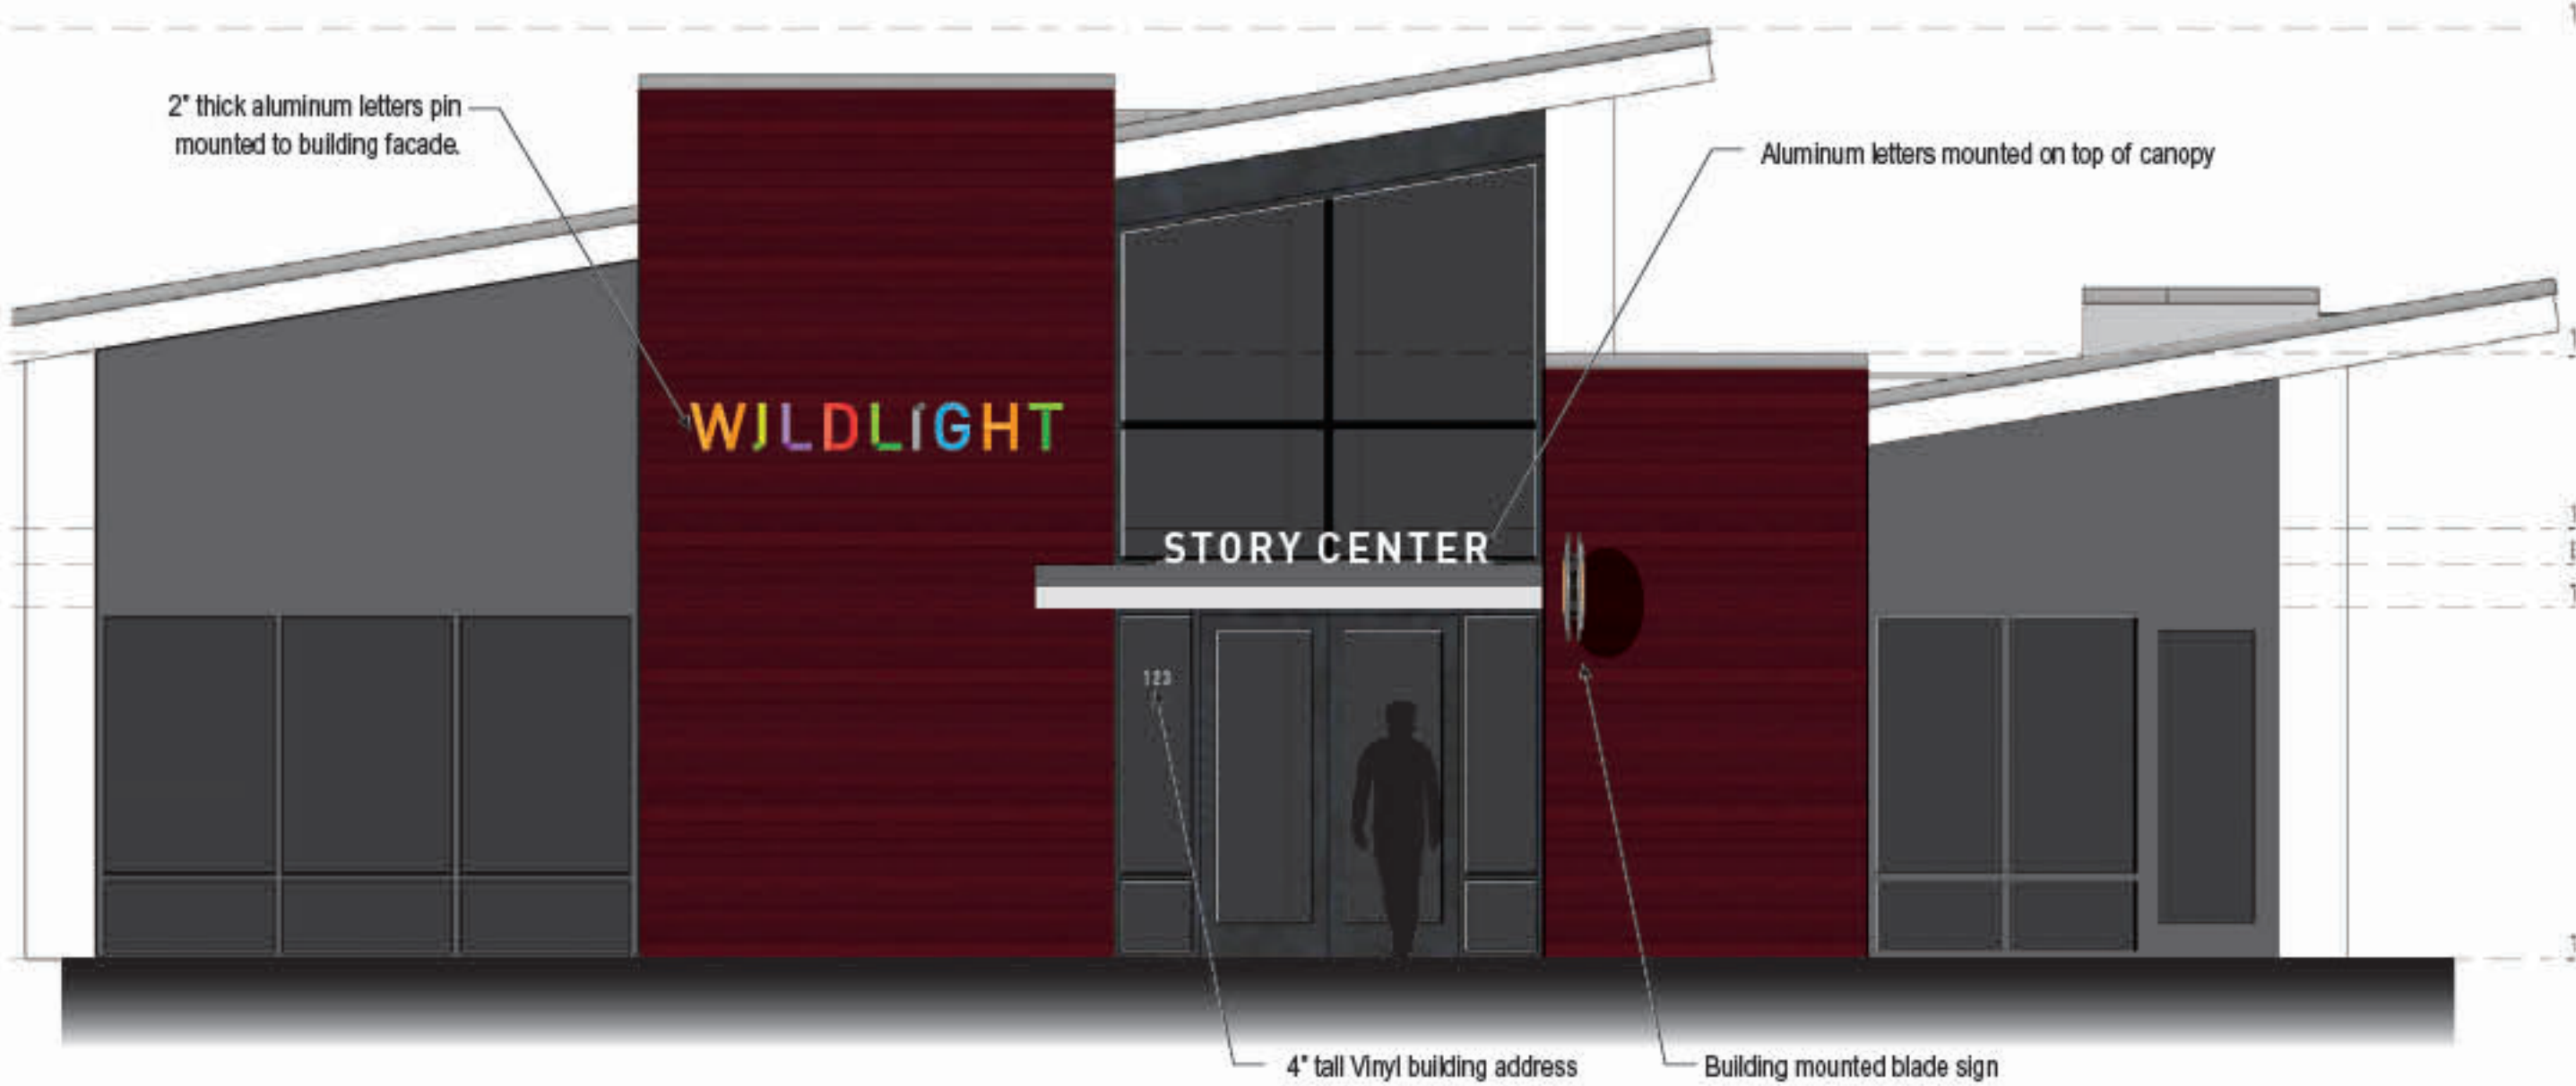 2" thick aluminum letters pin
mounted to building facade.
Aluminum letters mounted on top of canopy
WILDLIGHT
STORY CENTER
123
4" tall Vinyl building address
Building mounted blade sign